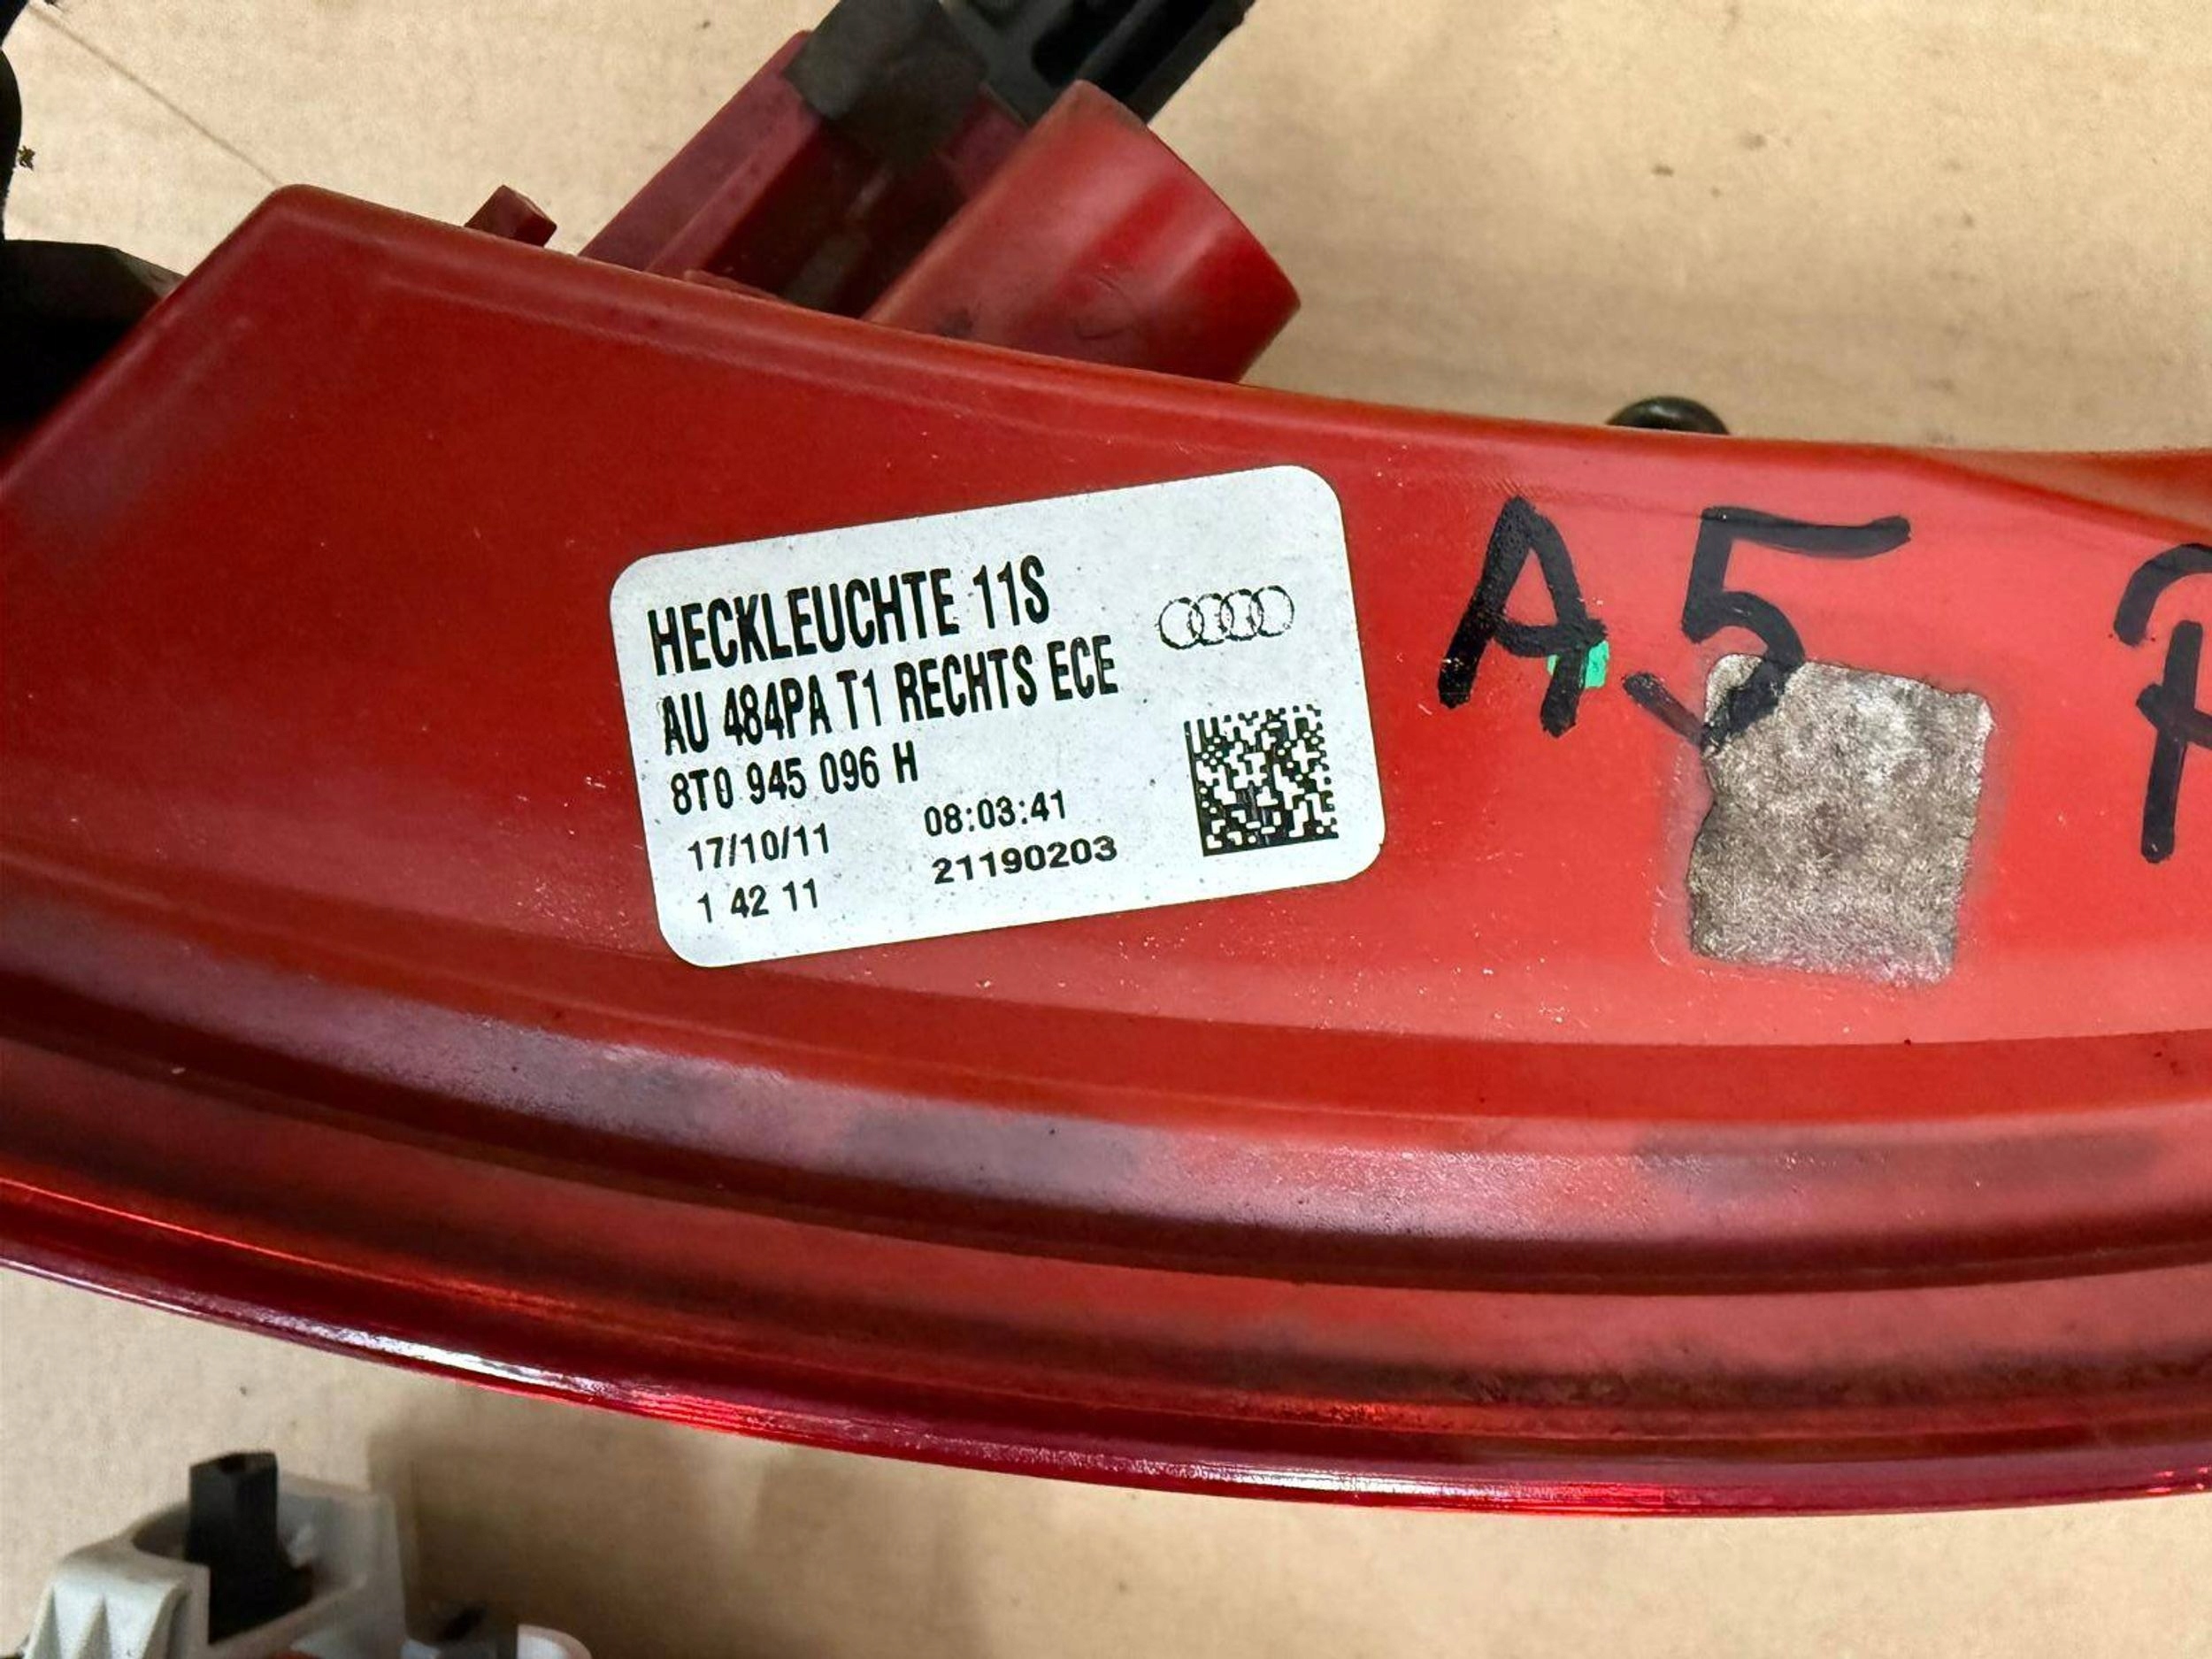 HECKLEUCHTE 11S
AU 484PA T1 RECHTS ECE
8T0 945 096 H
17/10/11 08:03:41
1 42 11 21190203
A5